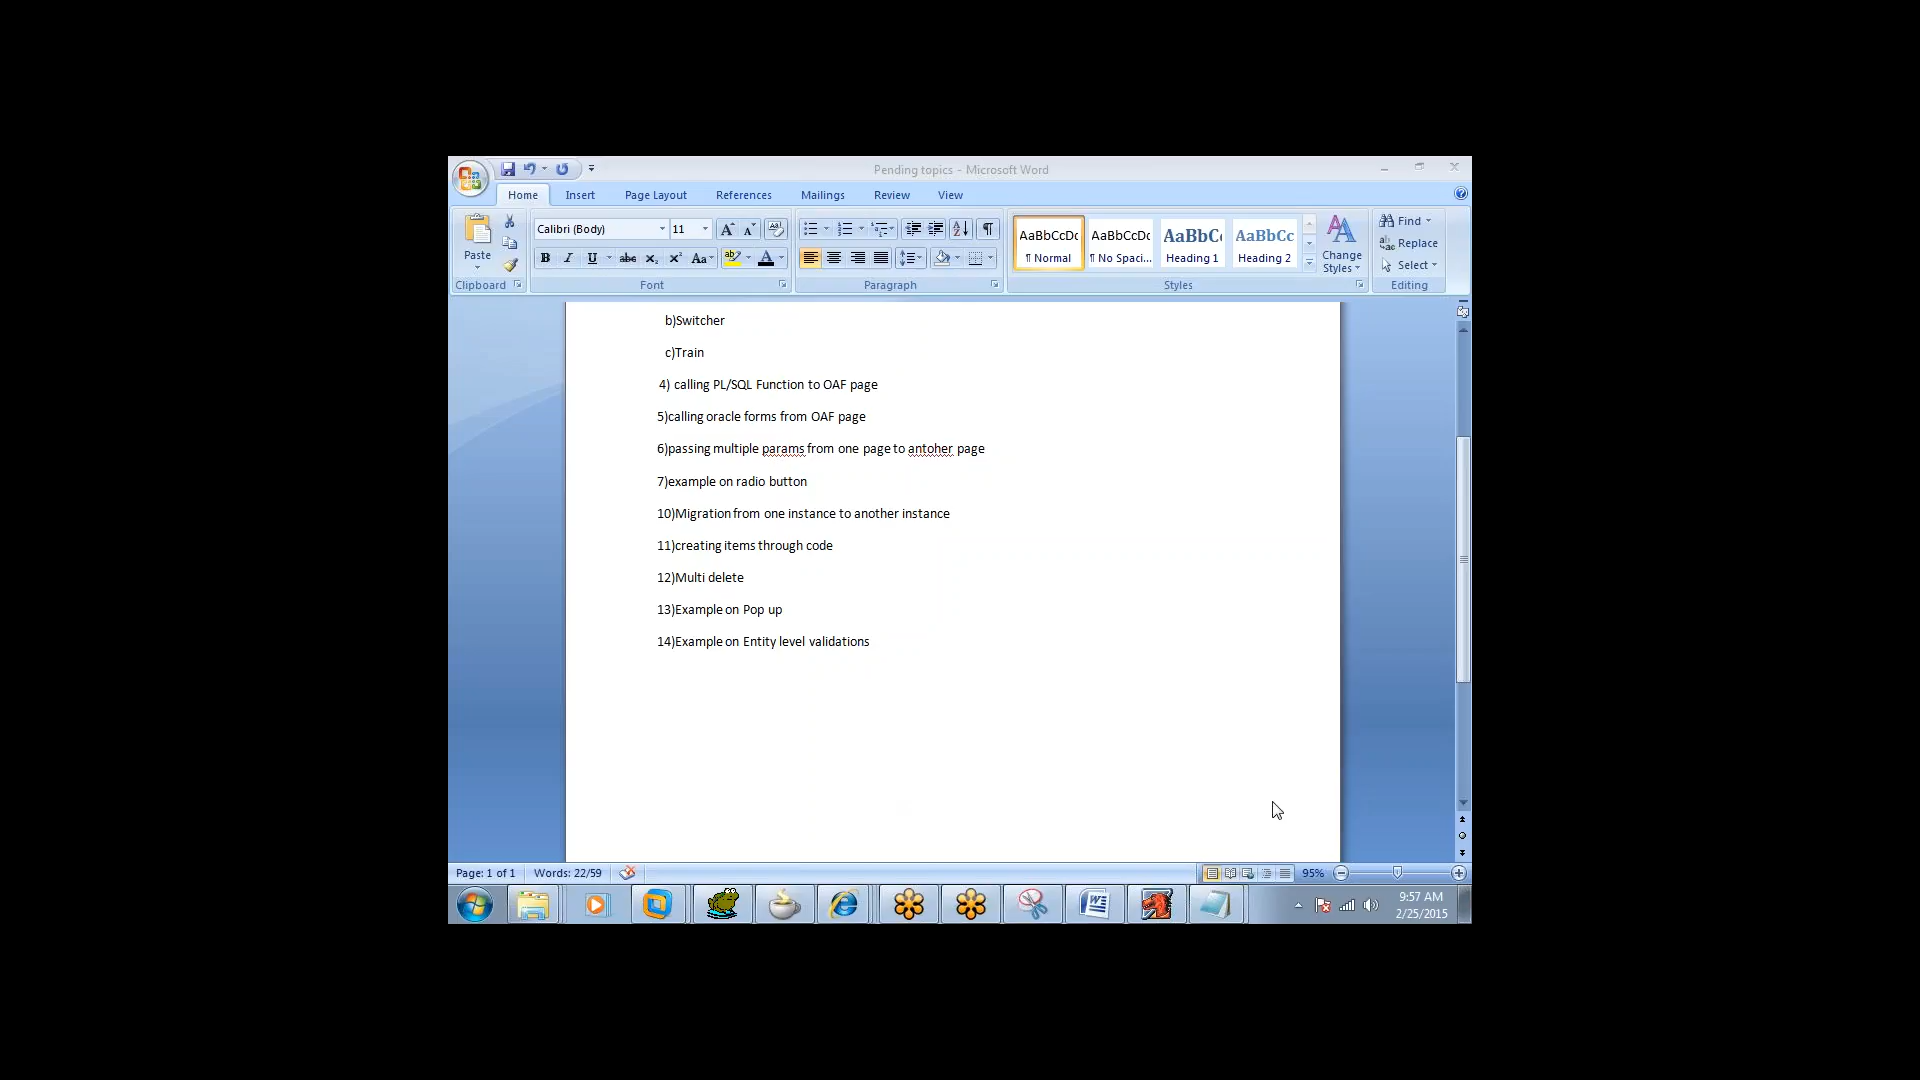 Pending topics - Microsoft Word
Home Insert Page Layout References Mailings Review View
Paste
Clipboard
Calibri (Body) 11
Font
Paragraph
AaBbCcDc AaBbCcDc AaBbC AaBbCc
¶ Normal ¶ No Spaci... Heading 1 Heading 2
Change Styles
Styles
Find
Replace
Select
Editing
b)Switcher
c)Train
4) calling PL/SQL Function to OAF page
5)calling oracle forms from OAF page
6)passing multiple params from one page to antoher page
7)example on radio button
10)Migration from one instance to another instance
11)creating items through code
12)Multi delete
13)Example on Pop up
14)Example on Entity level validations
Page: 1 of 1 Words: 22/59 95%
9:57 AM
2/25/2015